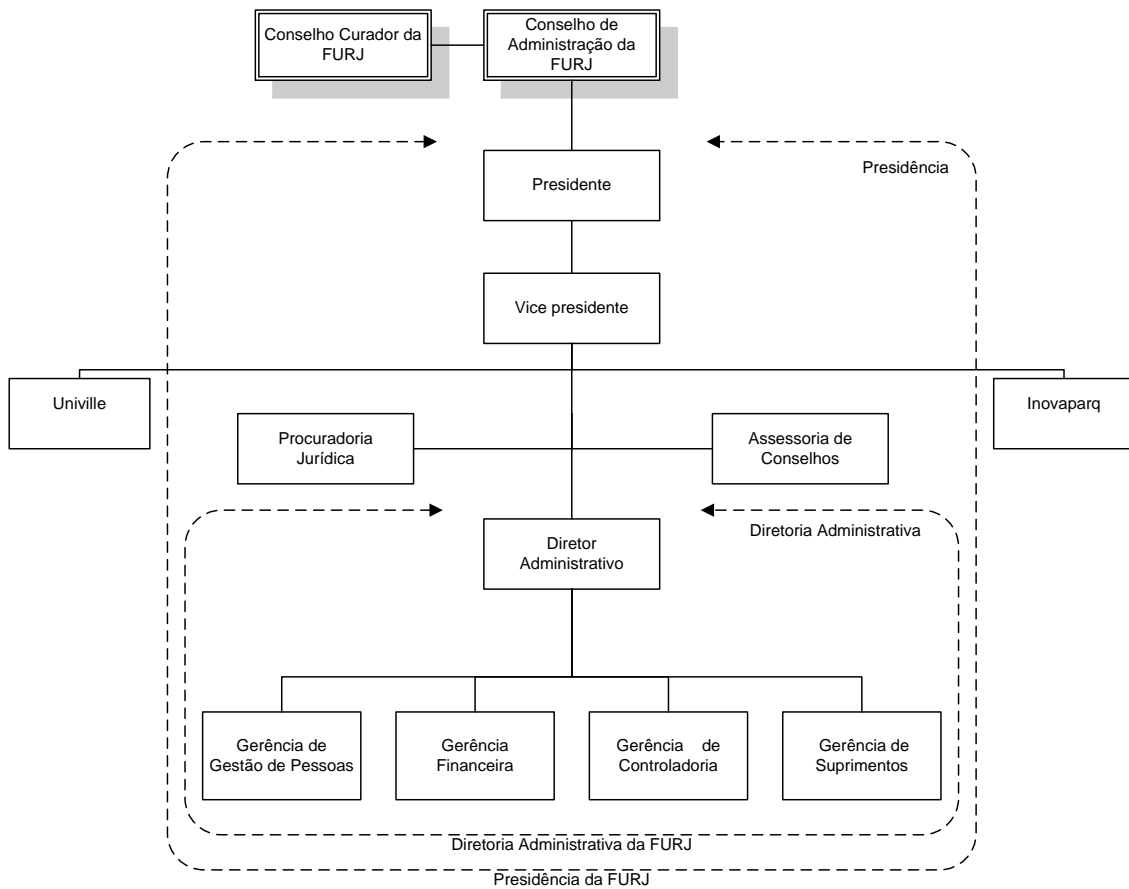 Conselho Curador da
FURJ
Conselho de
Administração da
FURJ
Presidência
Presidente
Vice presidente
Univille
Inovaparq
Procuradoria
Jurídica
Assessoria de
Conselhos
Diretoria Administrativa
Diretor
Administrativo
Gerência de
Gestão de Pessoas
Gerência
Financeira
Gerência de
Controladoria
Gerência de
Suprimentos
Diretoria Administrativa da FURJ
Presidência da FURJ